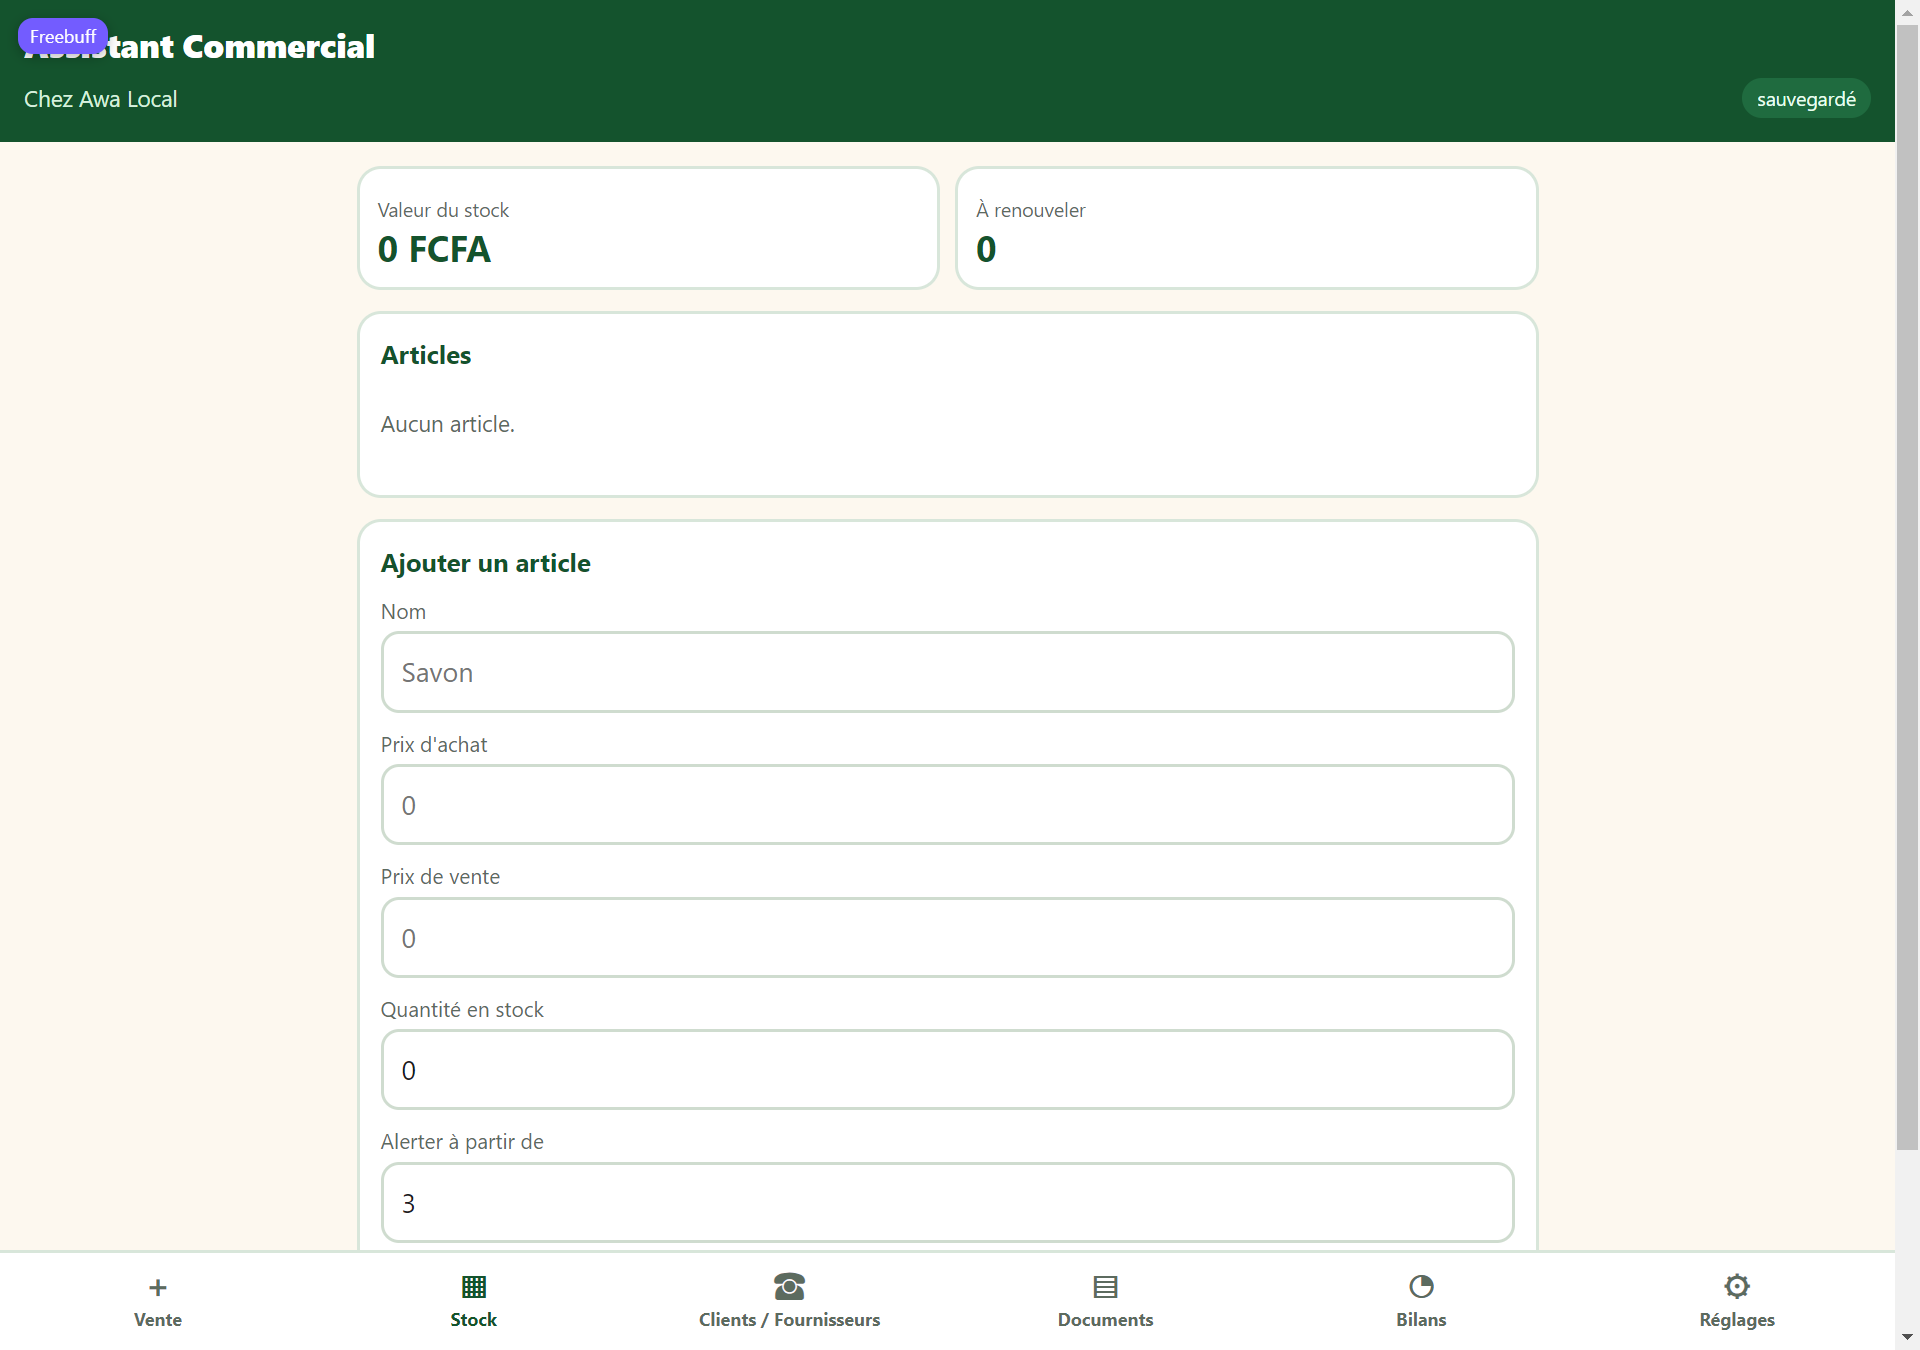 Freebuff
stant Commercial
Chez Awa Local
sauvegardé
Valeur du stock
0 FCFA
À renouveler
0
Articles
Aucun article.
Ajouter un article
Nom
Savon
Prix d'achat
0
Prix de vente
0
Quantité en stock
0
Alerter à partir de
3
Vente
Stock
Clients / Fournisseurs
Documents
Bilans
Réglages